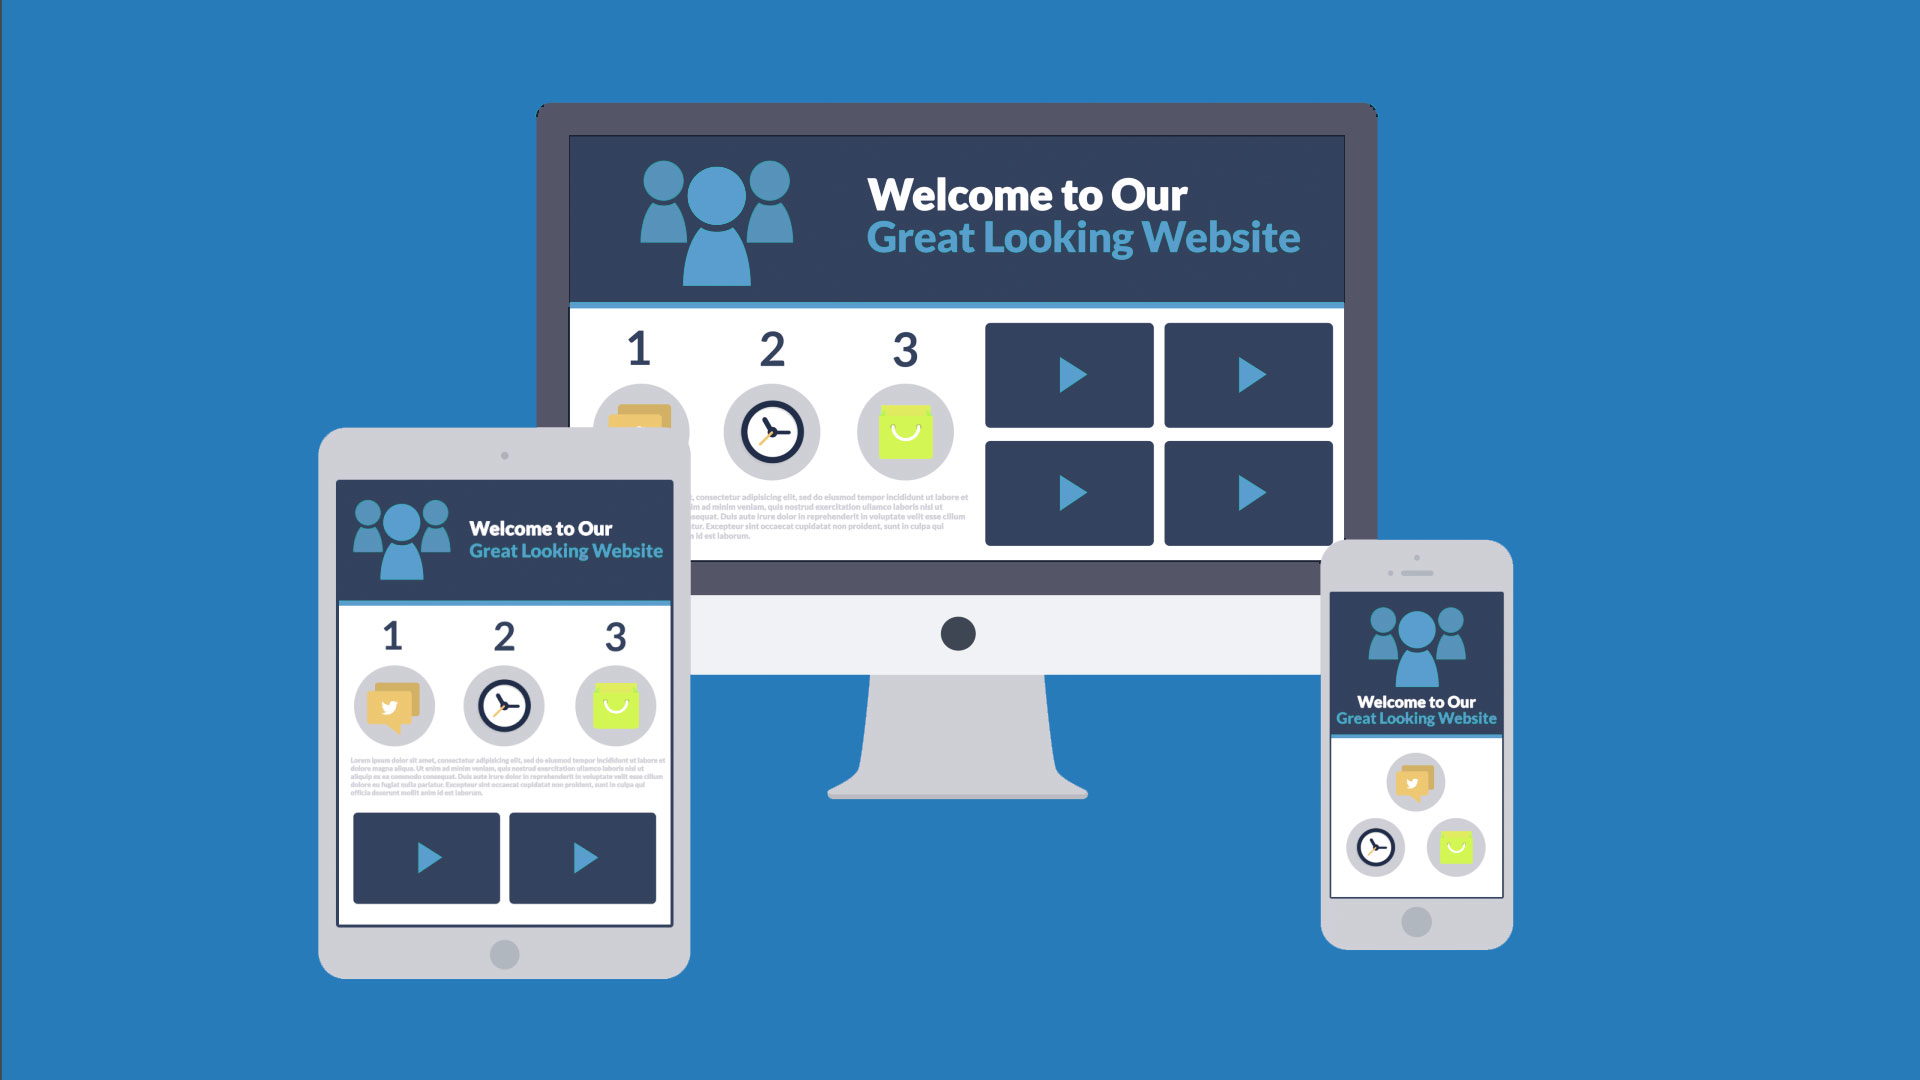 Welcome to Our
Great Looking Website
1 2 3
, consectetur adipisicing elit, sed do eiusmod tempor incididunt ut labore et
im ad minim veniam, quis nostrud exercitation ullamco laboris nisi ut
sequat. Duis aute irure dolor in reprehenderit in voluptate velit esse cillum
tur. Excepteur sint occaecat cupidatat non proident, sunt in culpa qui
id est laborum.
Welcome to Our
Great Looking Website
1 2 3
Lorem ipsum dolor sit amet, consectetur adipisicing elit, sed do eiusmod tempor incididunt ut labore et
dolore magna aliqua. Ut enim ad minim veniam, quis nostrud exercitation ullamco laboris nisi ut
aliquip ex ea commodo consequat. Duis aute irure dolor in reprehenderit in voluptate velit esse cillum
dolore eu fugiat nulla pariatur. Excepteur sint occaecat cupidatat non proident, sunt in culpa qui
officia deserunt mollit anim id est laborum.
Welcome to Our
Great Looking Website